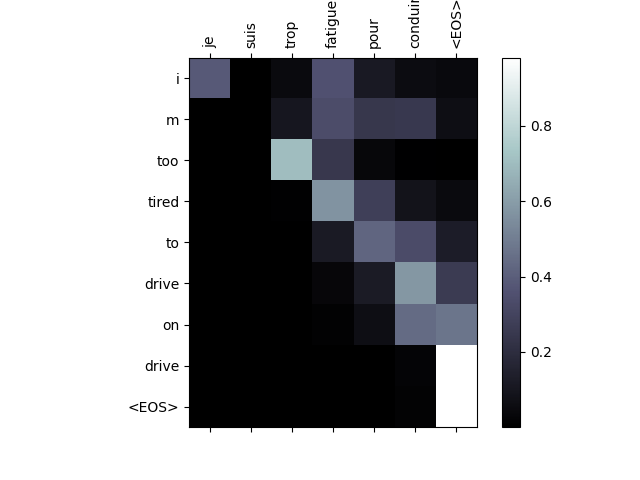 je suis trop fatigue pour conduir <EOS>
i
m
too
tired
to
drive
on
drive
<EOS>
0.8
0.6
0.4
0.2